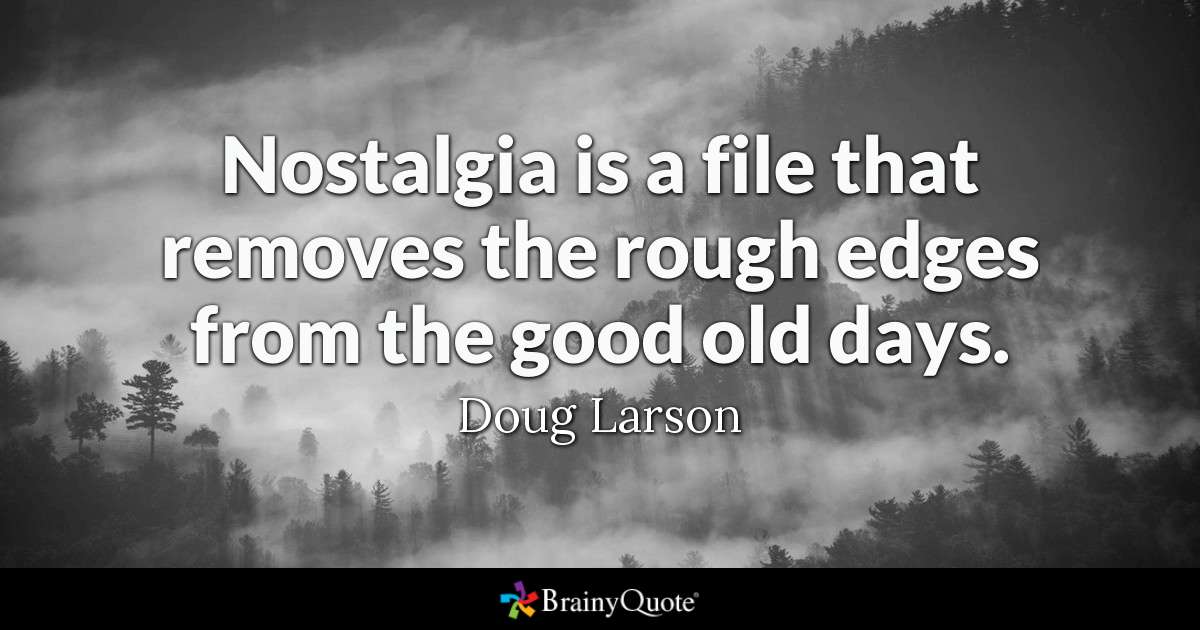 Nostalgia is a file that
removes the rough edges
from the good old days.
Doug Larson
BrainyQuote®